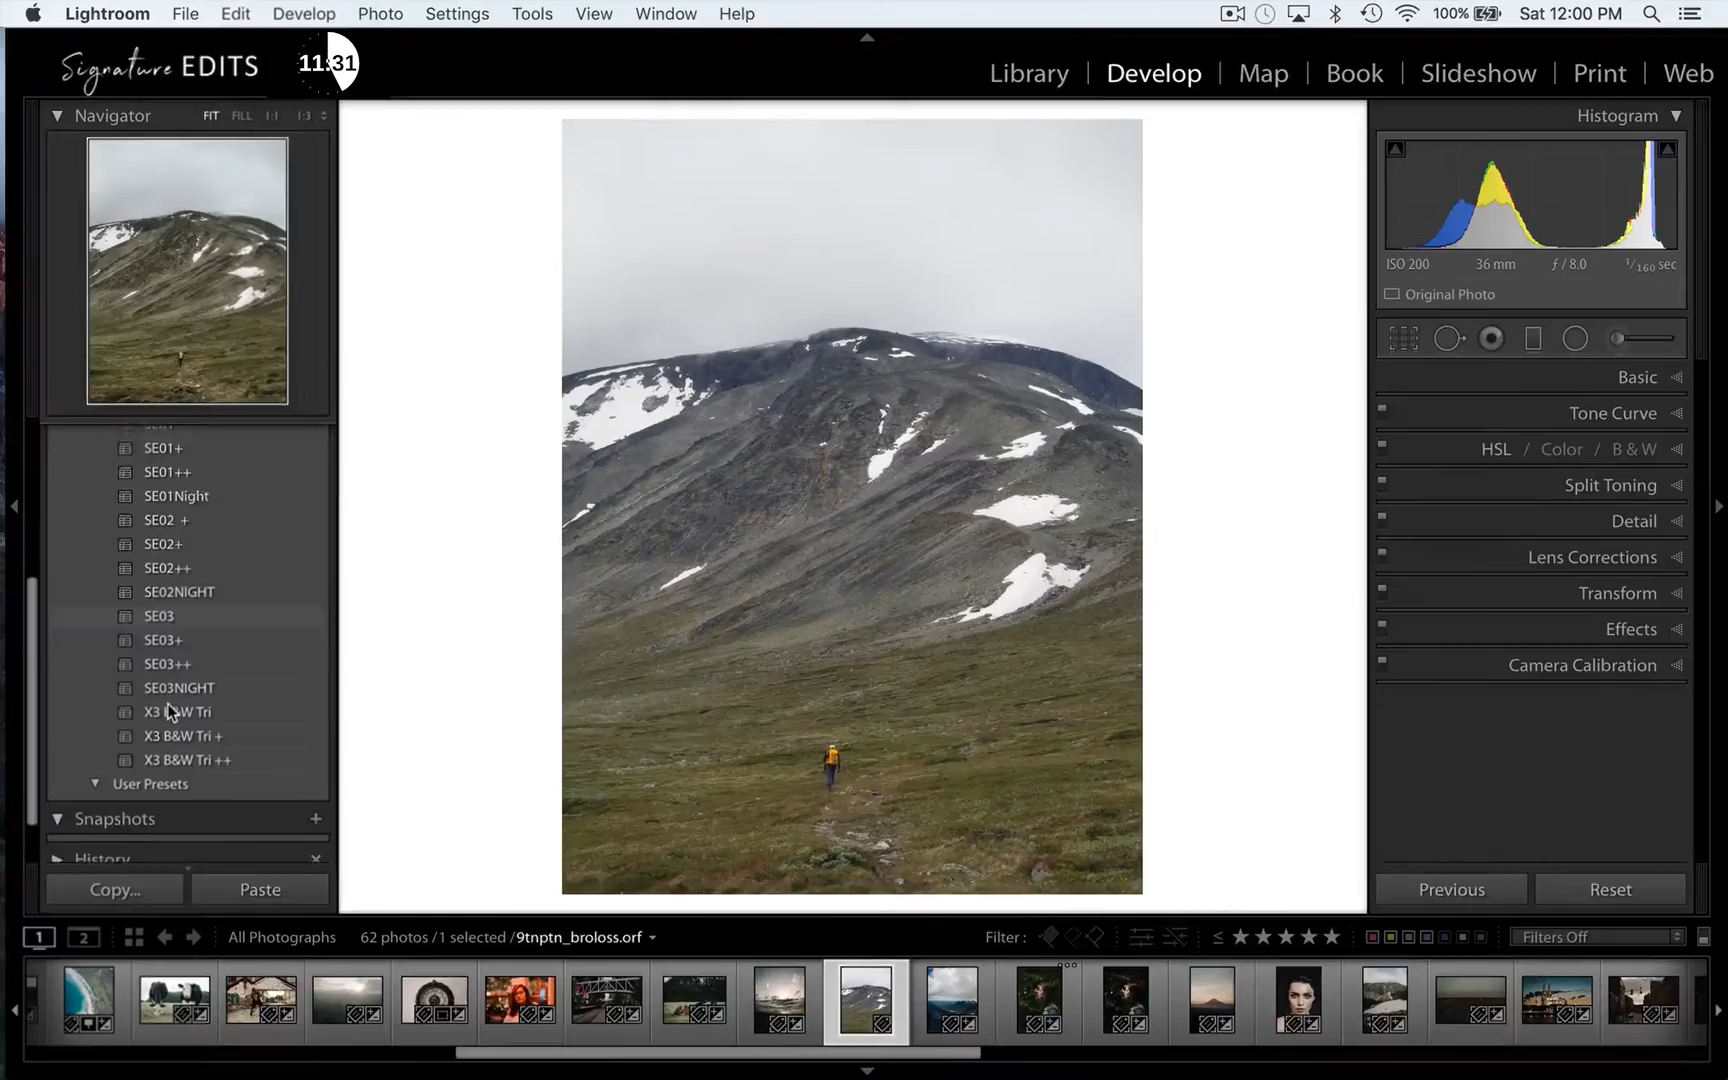 Lightroom File Edit Develop Photo Settings Tools View Window Help 100% Sat 12:00 PM
Signature EDITS 11:31
Library Develop Map Book Slideshow Print Web
Navigator FIT FILL 1:1 1:3
Histogram
ISO 200 36 mm ƒ / 8.0 1/160 sec
Original Photo
Basic
Tone Curve
HSL / Color / B & W
Split Toning
Detail
Lens Corrections
Transform
Effects
Camera Calibration
SE01+
SE01++
SE01Night
SE02 +
SE02+
SE02++
SE02NIGHT
SE03
SE03+
SE03++
SE03NIGHT
X3 B&W Tri
X3 B&W Tri +
X3 B&W Tri ++
User Presets
Snapshots +
History
Copy... Paste
Previous Reset
1 2 All Photographs 62 photos / 1 selected / 9tnptn_broloss.orf Filter : Filters Off